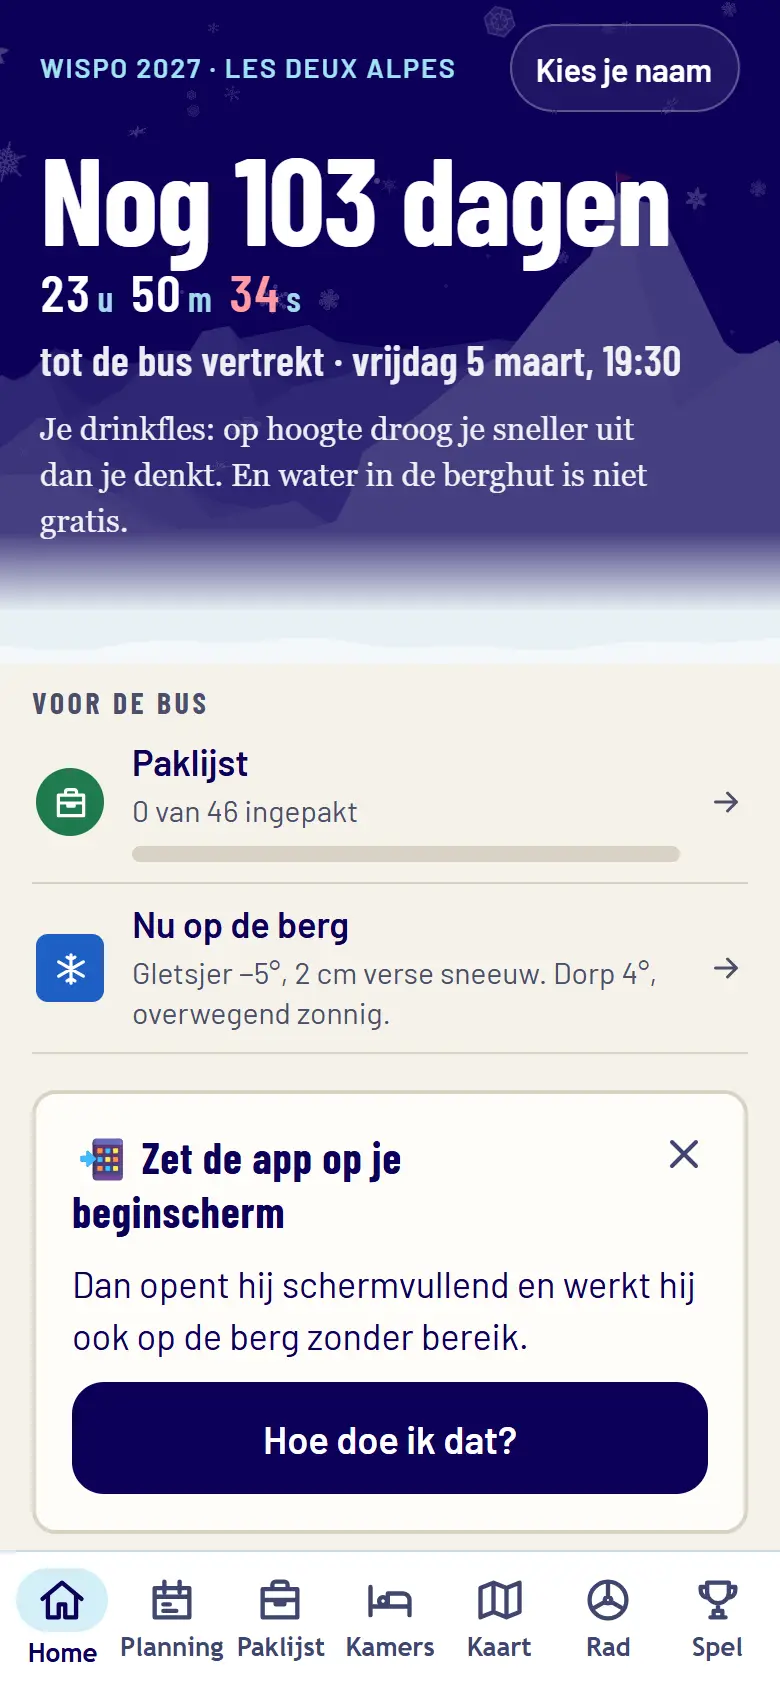 WISPO 2027 · LES DEUX ALPES
Kies je naam
Nog 103 dagen
23 u 50 m 34 s
tot de bus vertrekt · vrijdag 5 maart, 19:30
Je drinkfles: op hoogte droog je sneller uit
dan je denkt. En water in de berghut is niet
gratis.
VOOR DE BUS
Paklijst
0 van 46 ingepakt
Nu op de berg
Gletsjer −5°, 2 cm verse sneeuw. Dorp 4°,
overwegend zonnig.
Zet de app op je
beginscherm
Dan opent hij schermvullend en werkt hij
ook op de berg zonder bereik.
Hoe doe ik dat?
Home Planning Paklijst Kamers Kaart Rad Spel